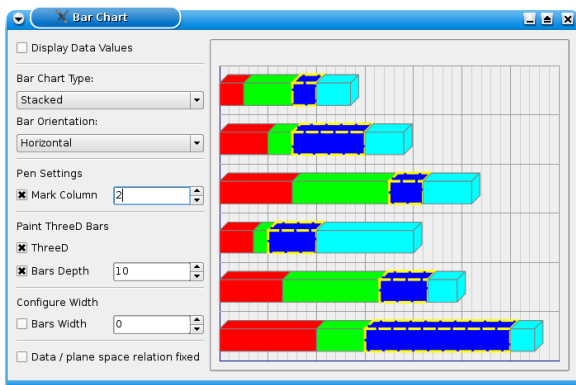 Bar Chart
Display Data Values
Bar Chart Type:
Stacked
Bar Orientation:
Horizontal
Pen Settings
Mark Column 2
Paint ThreeD Bars
ThreeD
Bars Depth 10
Configure Width
Bars Width 0
Data / plane space relation fixed